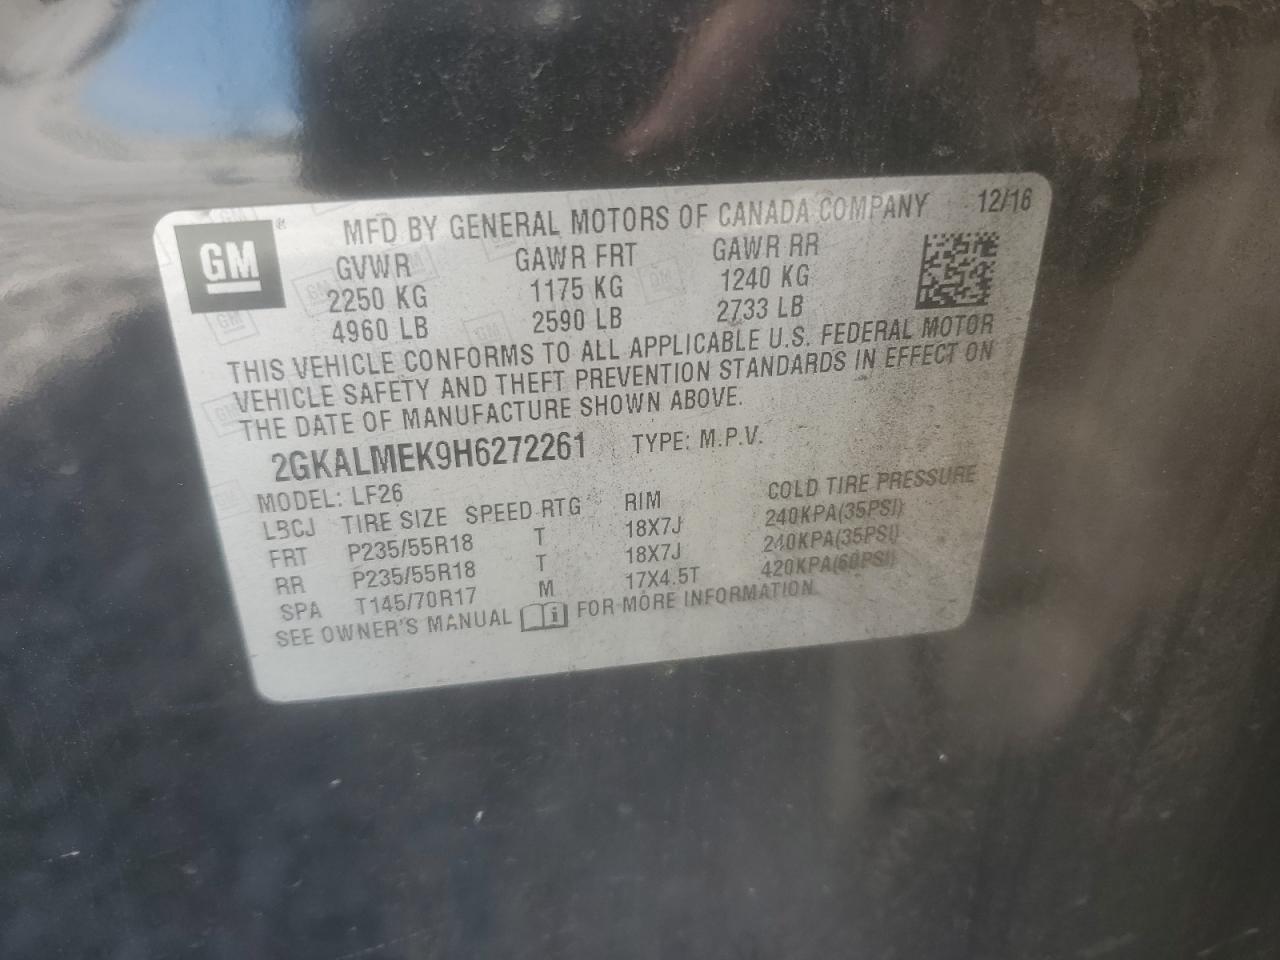 GM ® MFD BY GENERAL MOTORS OF CANADA COMPANY 12/16
GVWR GAWR FRT GAWR RR
2250 KG 1175 KG 1240 KG
4960 LB 2590 LB 2733 LB
THIS VEHICLE CONFORMS TO ALL APPLICABLE U.S. FEDERAL MOTOR
VEHICLE SAFETY AND THEFT PREVENTION STANDARDS IN EFFECT ON
THE DATE OF MANUFACTURE SHOWN ABOVE.
2GKALMEK9H6272261 TYPE: M.P.V.
MODEL: LF26
LBCJ TIRE SIZE SPEED RTG RIM COLD TIRE PRESSURE
FRT P235/55R18 T 18X7J 240KPA(35PSI)
RR P235/55R18 T 18X7J 240KPA(35PSI)
SPA T145/70R17 M 17X4.5T 420KPA(60PSI)
SEE OWNER'S MANUAL i FOR MORE INFORMATION.